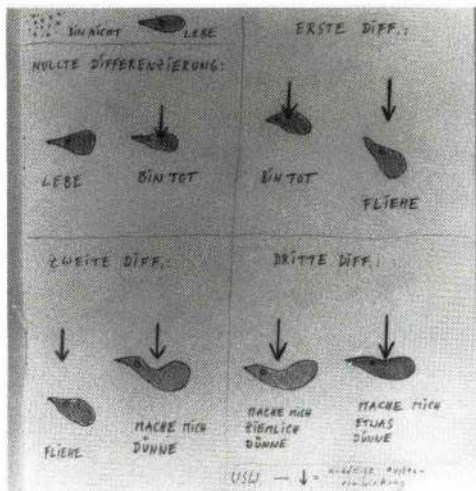 BIN NICHT
LEBE
NULLTE DIFFERENZIERUNG:
LEBE
BIN TOT
ERSTE DIFF.:
BIN TOT
FLIEHE
ZWEITE DIFF.:
FLIEHE
MACHE MICH
DÜNNE
DRITTE DIFF.:
MACHE MICH
ZIEMLICH
DÜNNE
MACHE MICH
ETWAS
DÜNNE
USW — ↓ =